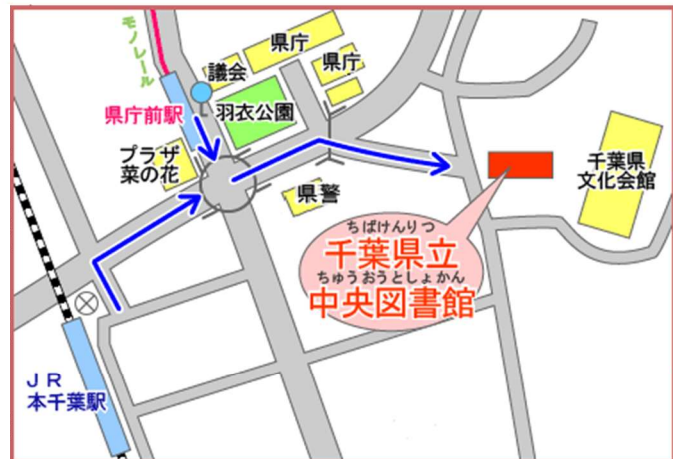 モノレール
県庁
議会
県庁
県庁前駅
羽衣公園
プラザ
菜の花
県警
千葉県
文化会館
ちばけんりつ
千葉県立
ちゅうおうとしょかん
中央図書館
JR
本千葉駅